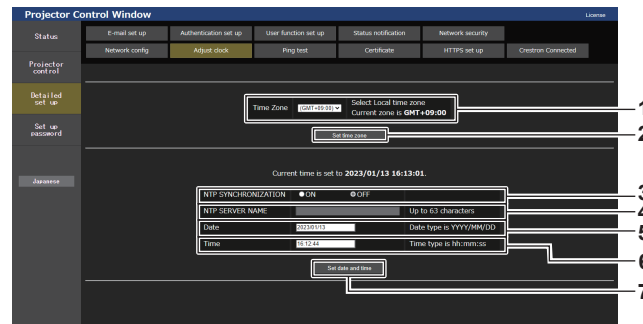 Projector Control Window
License
Status
E-mail set up
Authentication set up
User function set up
Status notification
Network security
Network config
Adjust clock
Ping test
Certificate
HTTPS set up
Crestron Connected
Projector
control
Detailed
set up
Set up
password
Japanese
Time Zone
(GMT+09:00)
Select Local time zone
Current zone is GMT+09:00
1
Set time zone
2
Current time is set to 2023/01/13 16:13:01.
NTP SYNCHRONIZATION
ON
OFF
3
NTP SERVER NAME
Up to 63 characters
4
Date
2023/01/13
Date type is YYYY/MM/DD
5
Time
16:12:44
Time type is hh:mm:ss
6
Set date and time
7